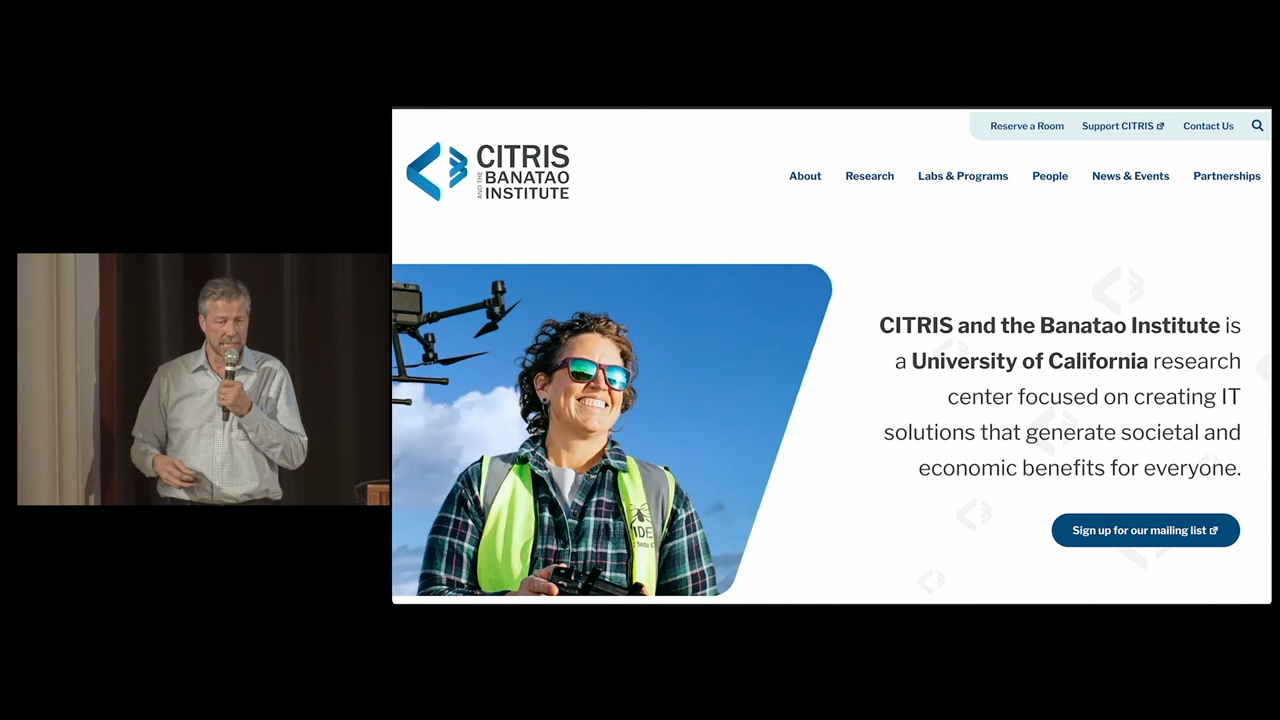 Reserve a Room Support CITRIS Contact Us
CITRIS
AND THE BANATAO
INSTITUTE
About Research Labs & Programs People News & Events Partnerships
CITRIS and the Banatao Institute is
a University of California research
center focused on creating IT
solutions that generate societal and
economic benefits for everyone.
Sign up for our mailing list
IDE